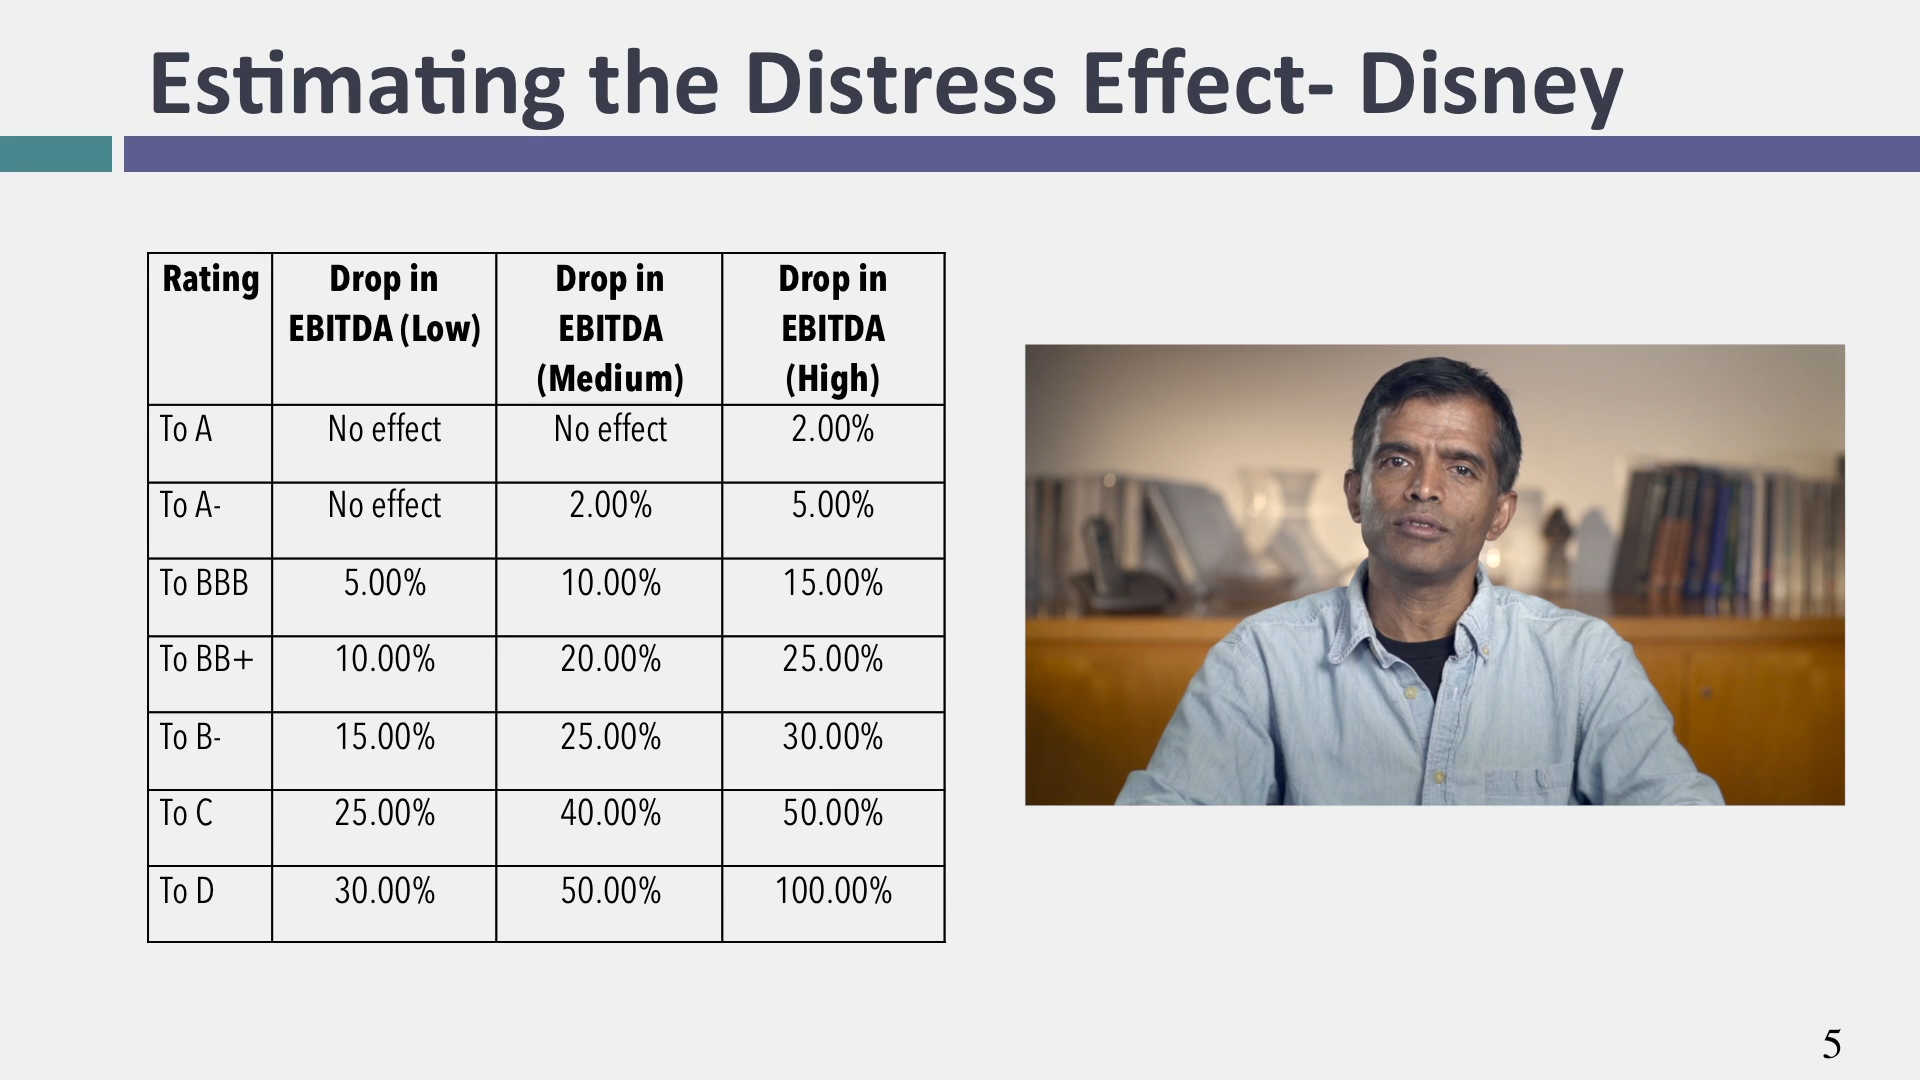 Estimating the Distress Effect- Disney
Rating Drop in EBITDA (Low) Drop in EBITDA (Medium) Drop in EBITDA (High)
To A No effect No effect 2.00%
To A- No effect 2.00% 5.00%
To BBB 5.00% 10.00% 15.00%
To BB+ 10.00% 20.00% 25.00%
To B- 15.00% 25.00% 30.00%
To C 25.00% 40.00% 50.00%
To D 30.00% 50.00% 100.00%
5